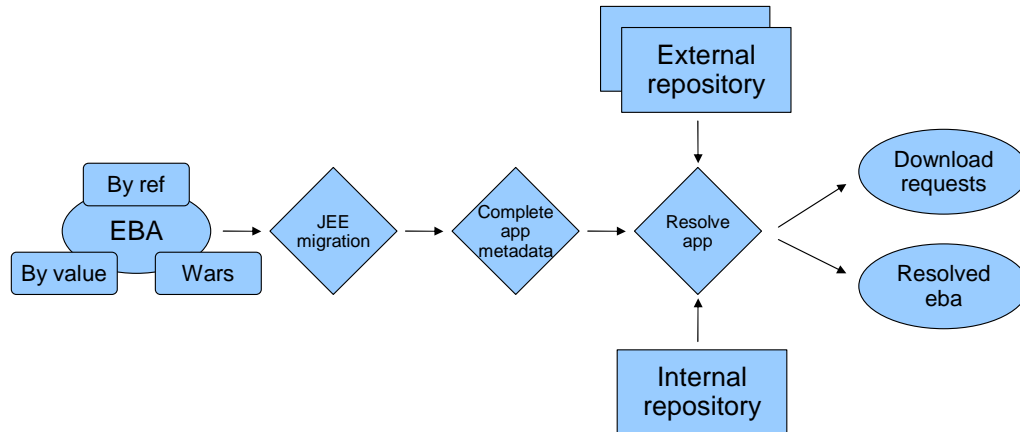 External
repository
By ref
EBA
By value
Wars
JEE
migration
Complete
app
metadata
Resolve
app
Download
requests
Resolved
eba
Internal
repository